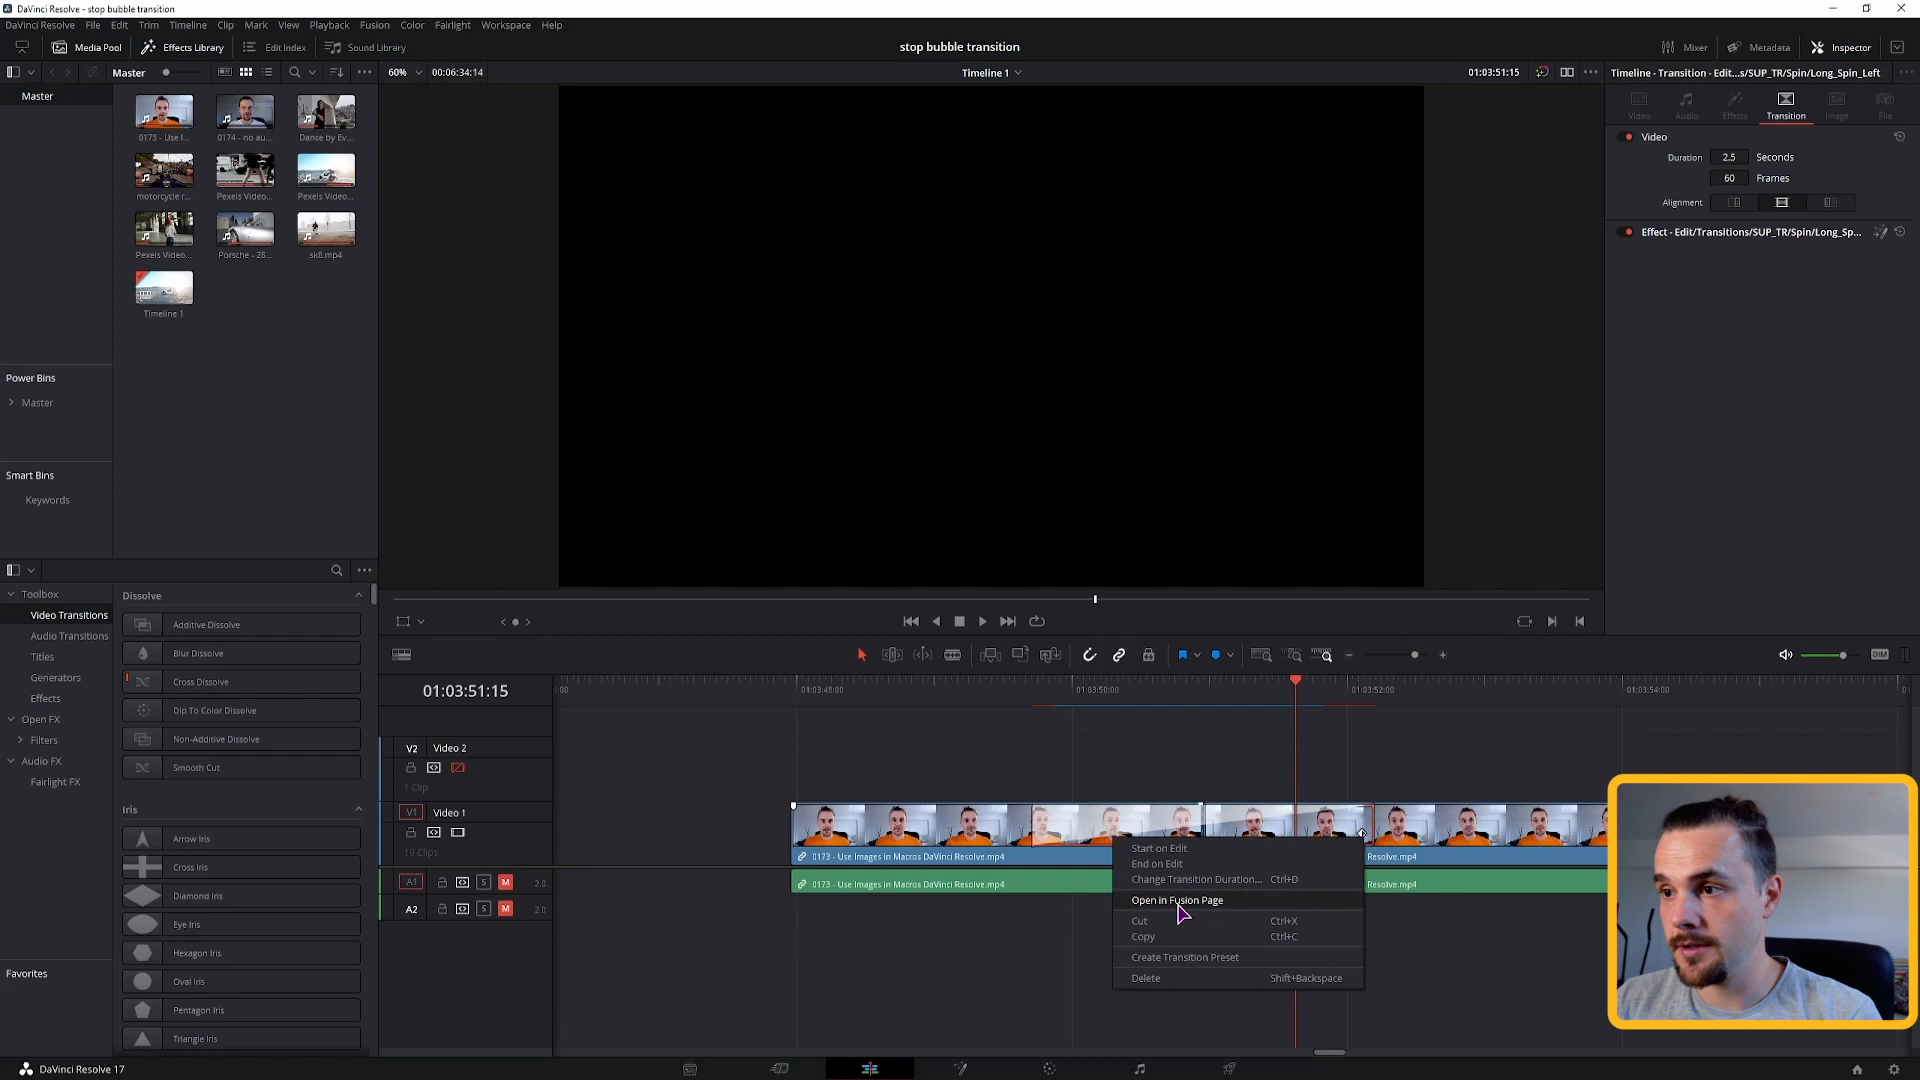 DaVinci Resolve - stop bubble transition
DaVinci Resolve File Edit Trim Timeline Clip Mark View Playback Fusion Color Fairlight Workspace Help
Media Pool Effects Library Edit Index Sound Library
stop bubble transition
Mixer Metadata Inspector
Master
60% 00:06:34:14
Timeline 1
01:03:51:15
Timeline - Transition - Edit...s/SUP_TR/Spin/Long_Spin_Left
Master
0173 - Use I...
0174 - no au...
Dance by Ev...
motorcycle r...
Pexels Video...
Pexels Video...
Pexels Video...
Porsche - 28...
sk8.mp4
Timeline 1
Power Bins
Master
Smart Bins
Keywords
Video Audio Effects Transition Image File
Video
Duration 2.5 Seconds
60 Frames
Alignment
Effect - Edit/Transitions/SUP_TR/Spin/Long_Sp...
Toolbox
Video Transitions
Audio Transitions
Titles
Generators
Effects
Open FX
Filters
Audio FX
Fairlight FX
Favorites
Dissolve
Additive Dissolve
Blur Dissolve
Cross Dissolve
Dip To Color Dissolve
Non-Additive Dissolve
Smooth Cut
Iris
Arrow Iris
Cross Iris
Diamond Iris
Eye Iris
Hexagon Iris
Oval Iris
Pentagon Iris
Triangle Iris
DIM
01:03:51:15
:00
01:03:48:00
01:03:50:00
01:03:52:00
01:03:54:00
V2 Video 2
1 Clip
V1 Video 1
19 Clips
A1 S M 2.0
A2 S M 2.0
0173 - Use Images in Macros DaVinci Resolve.mp4
Resolve.mp4
0173 - Use Images in Macros DaVinci Resolve.mp4
Resolve.mp4
Start on Edit
End on Edit
Change Transition Duration... Ctrl+D
Open in Fusion Page
Cut Ctrl+X
Copy Ctrl+C
Create Transition Preset
Delete Shift+Backspace
DaVinci Resolve 17